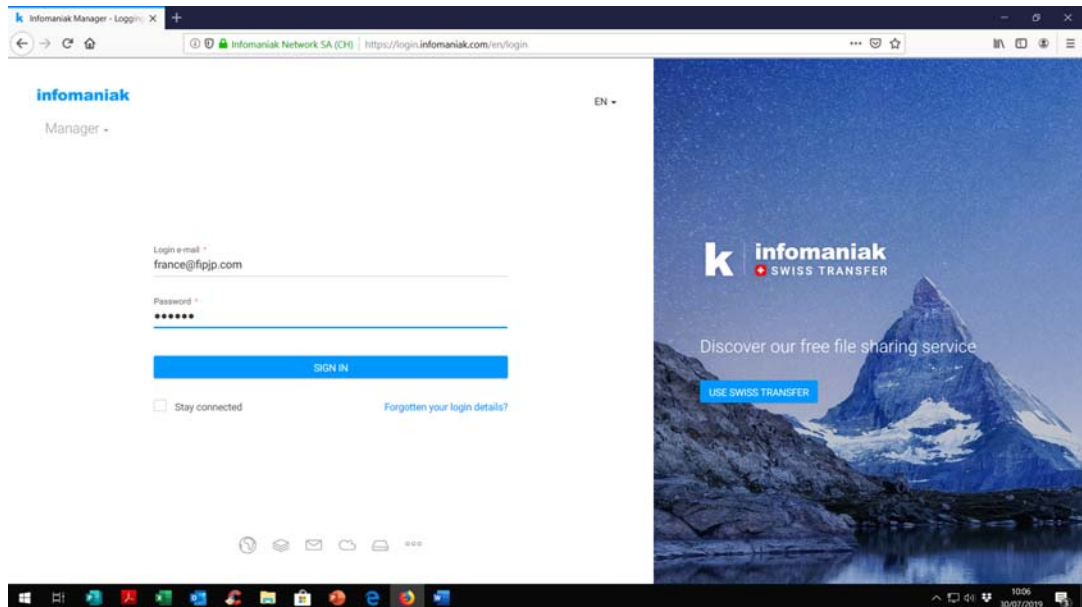 Infomaniak Manager - Logging
Infomaniak Network SA (CH) https://login.infomaniak.com/en/login
infomaniak
EN
Manager
Login e-mail *
france@fipjp.com
Password *
••••••
SIGN IN
Stay connected
Forgotten your login details?
k infomaniak
SWISS TRANSFER
Discover our free file sharing service
USE SWISS TRANSFER
10:06
30/07/2019